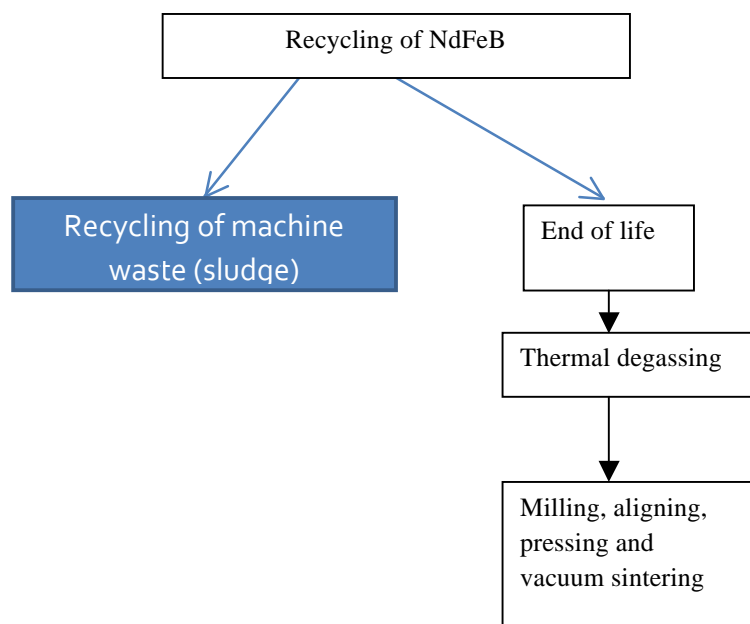 Recycling of NdFeB
Recycling of machine
waste (sludge)
End of life
Thermal degassing
Milling, aligning,
pressing and
vacuum sintering